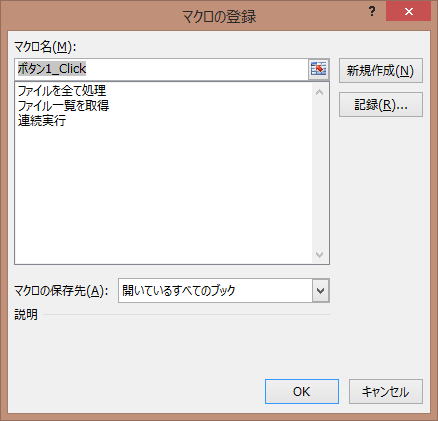 マクロの登録
マクロ名(M):
ボタン1_Click
新規作成(N)
ファイルを全て処理
ファイル一覧を取得
連続実行
記録(R)...
マクロの保存先(A):
開いているすべてのブック
説明
OK
キャンセル